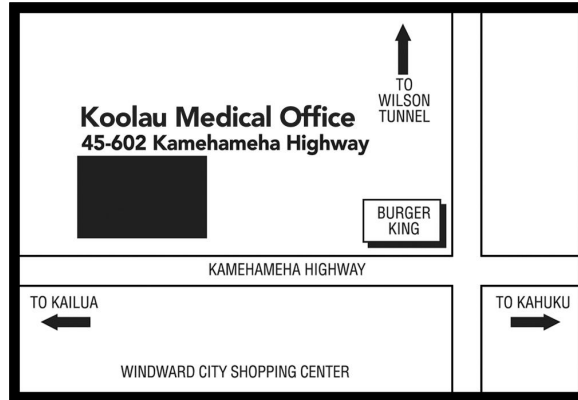 TO
WILSON
TUNNEL
Koolau Medical Office
45-602 Kamehameha Highway
BURGER
KING
KAMEHAMEHA HIGHWAY
TO KAILUA
TO KAHUKU
WINDWARD CITY SHOPPING CENTER